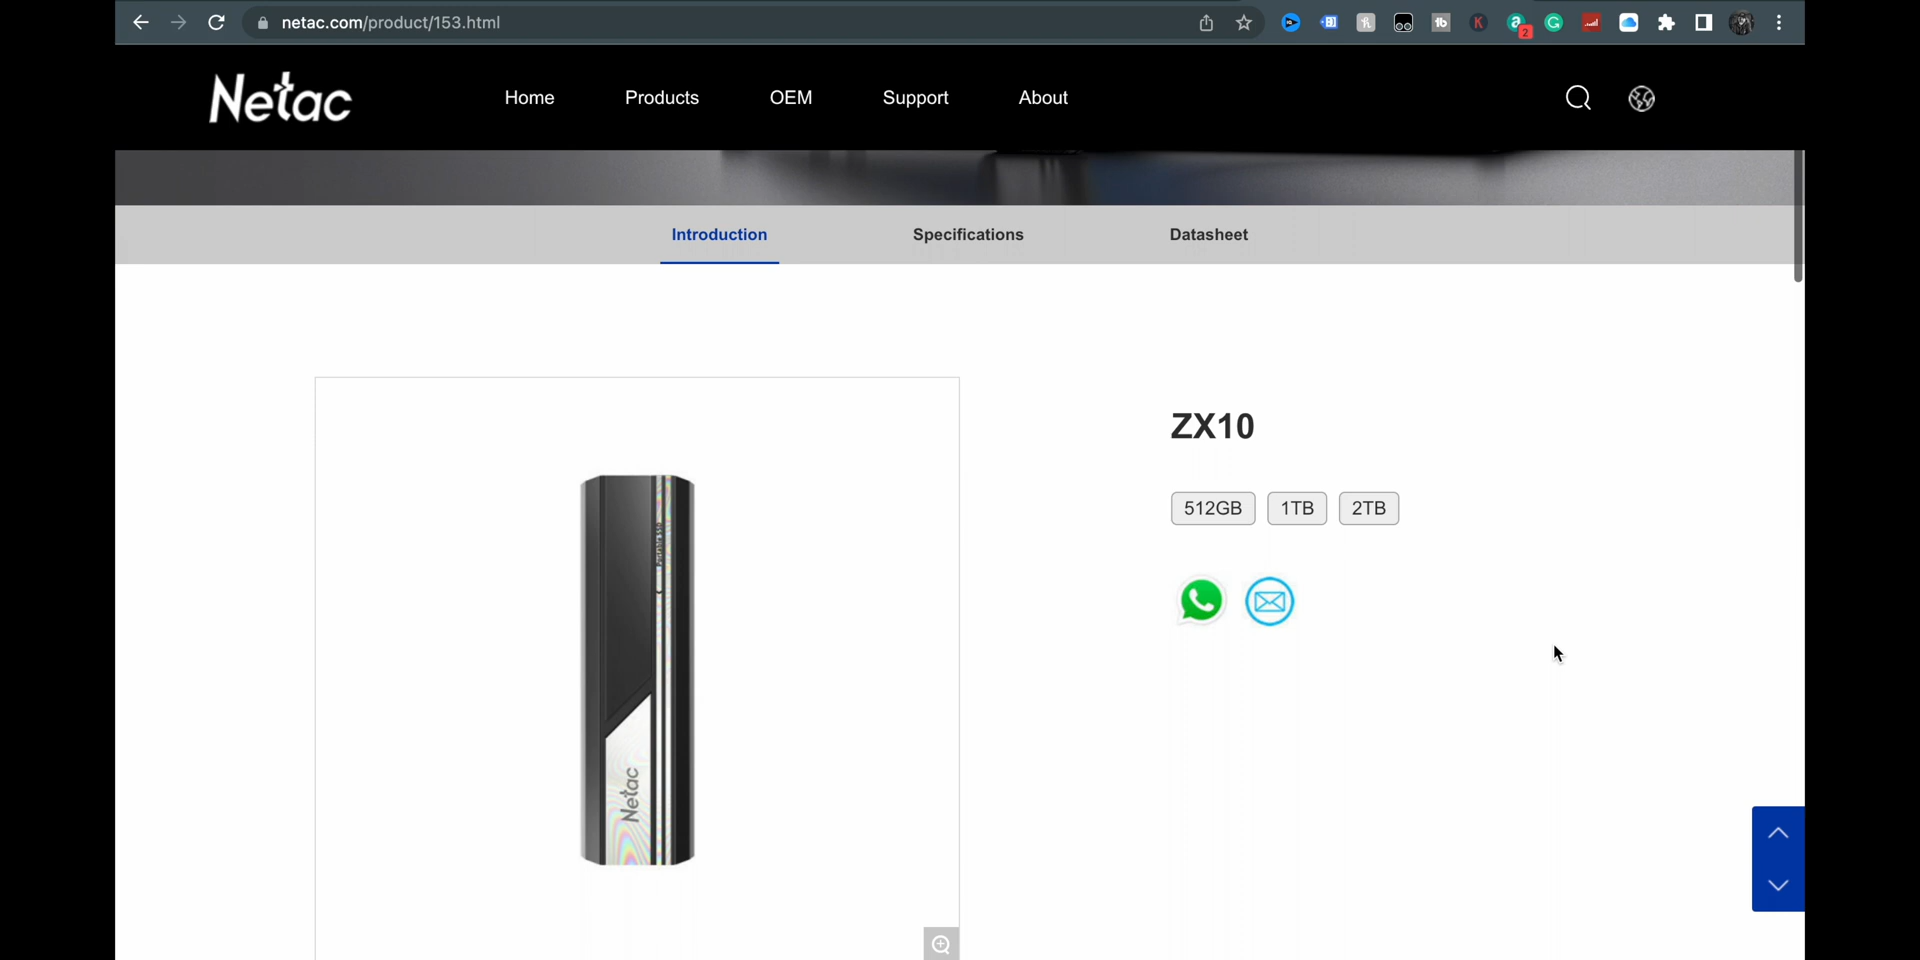 netac.com/product/153.html
2
Netac
Home Products OEM Support About
Introduction Specifications Datasheet
ZX10
512GB 1TB 2TB
Netac